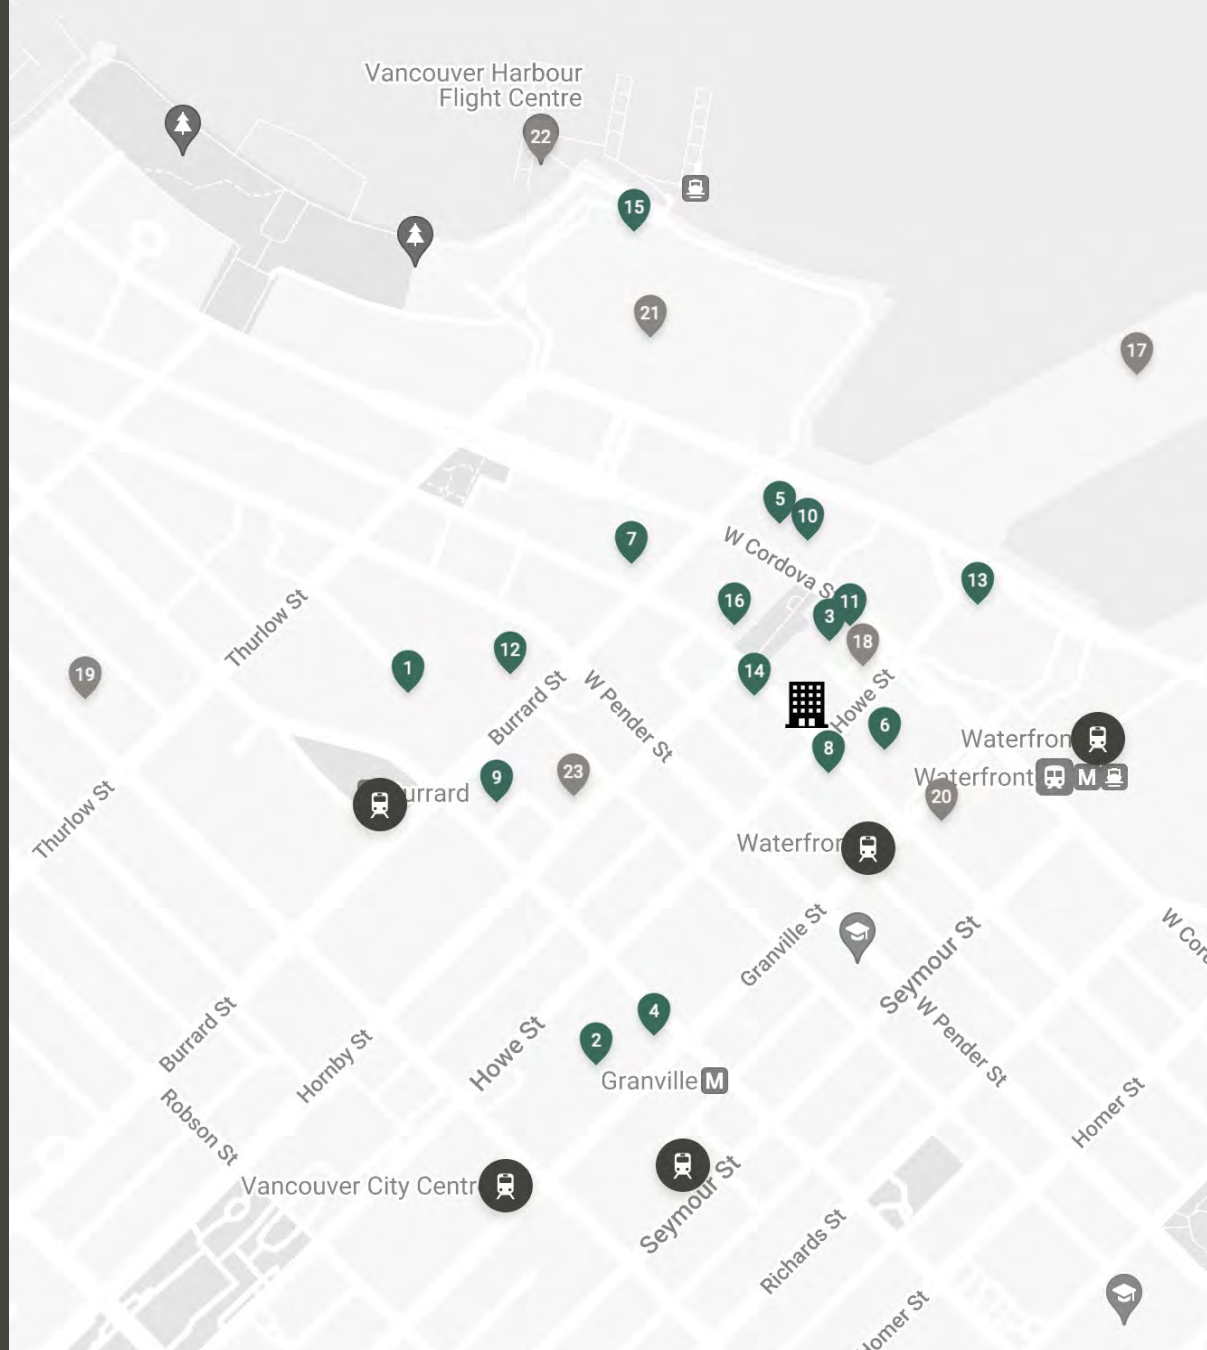 Vancouver Harbour
Flight Centre
22
15
21
17
5
10
7
W Cordova S
13
16
11
3
18
Thurlow St
12
1
14
19
Burrard St
W Pender St
Howe St
6
8
Waterfron
Waterfront
M
9
23
urrard
20
Thurlow St
Waterfron
Granville St
Seymour St
W Cor
W Pender St
Burrard St
4
2
Howe St
Hornby St
Granville M
Homer St
Robson St
Vancouver City Centr
Seymour St
Richards St
Homer St